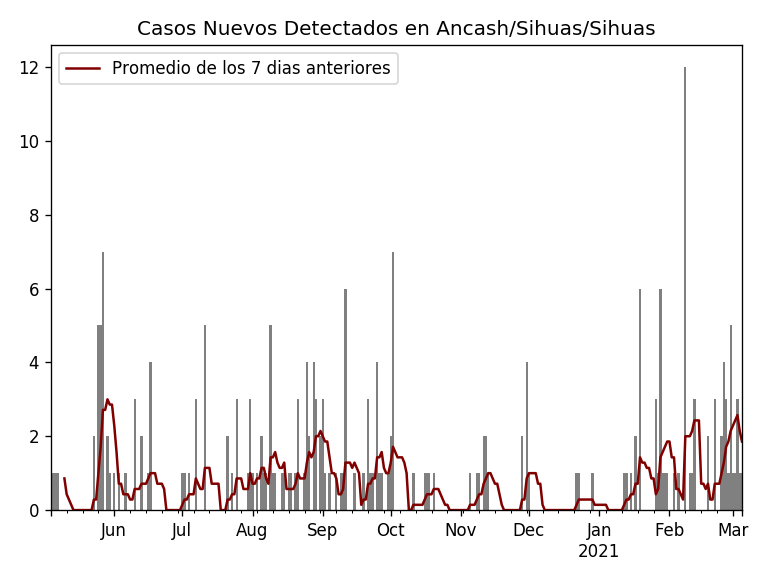 Casos Nuevos Detectados en Ancash/Sihuas/Sihuas
Promedio de los 7 dias anteriores
12
10
8
6
4
2
0
Jun Jul Aug Sep Oct Nov Dec Jan Feb Mar
2021